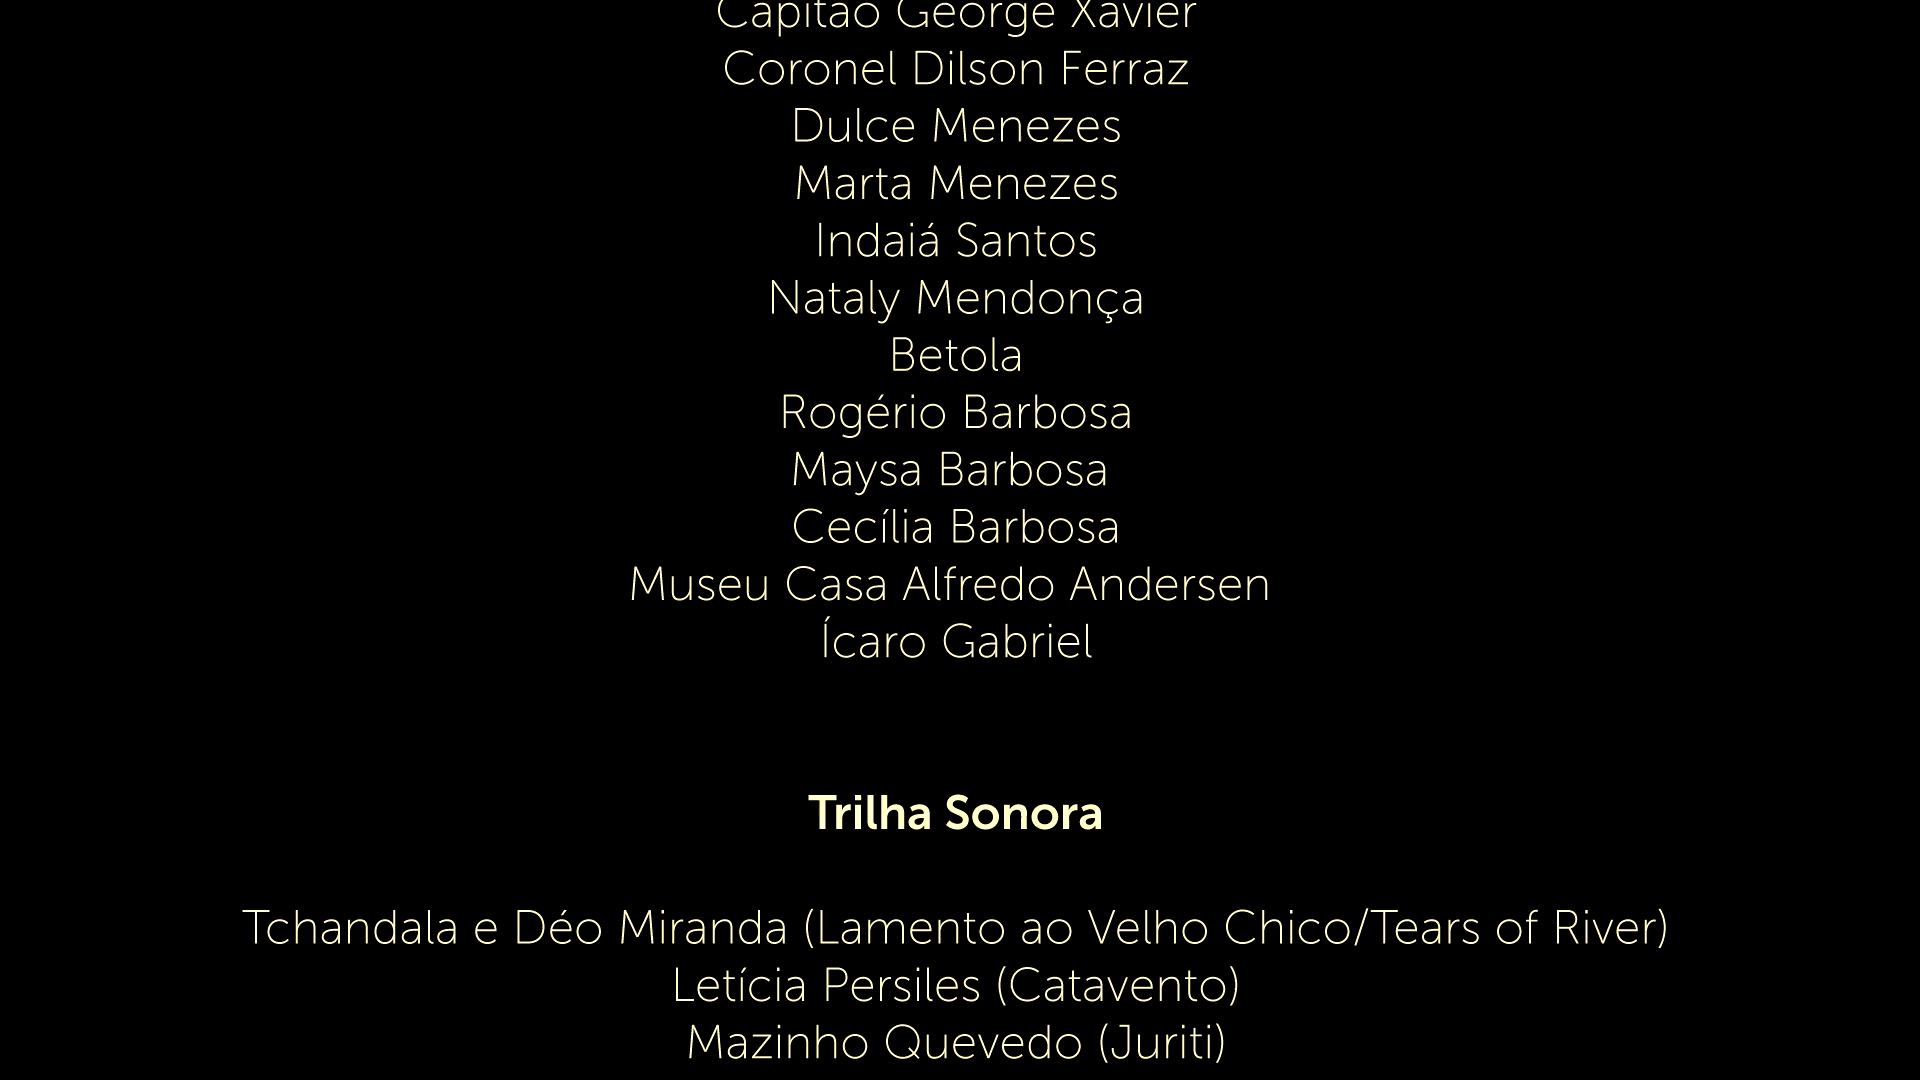 Capitão George Xavier
Coronel Dilson Ferraz
Dulce Menezes
Marta Menezes
Indaiá Santos
Nataly Mendonça
Betola
Rogério Barbosa
Maysa Barbosa
Cecília Barbosa
Museu Casa Alfredo Andersen
Ícaro Gabriel
Trilha Sonora
Tchandala e Déo Miranda (Lamento ao Velho Chico/Tears of River)
Letícia Persiles (Catavento)
Mazinho Quevedo (Juriti)